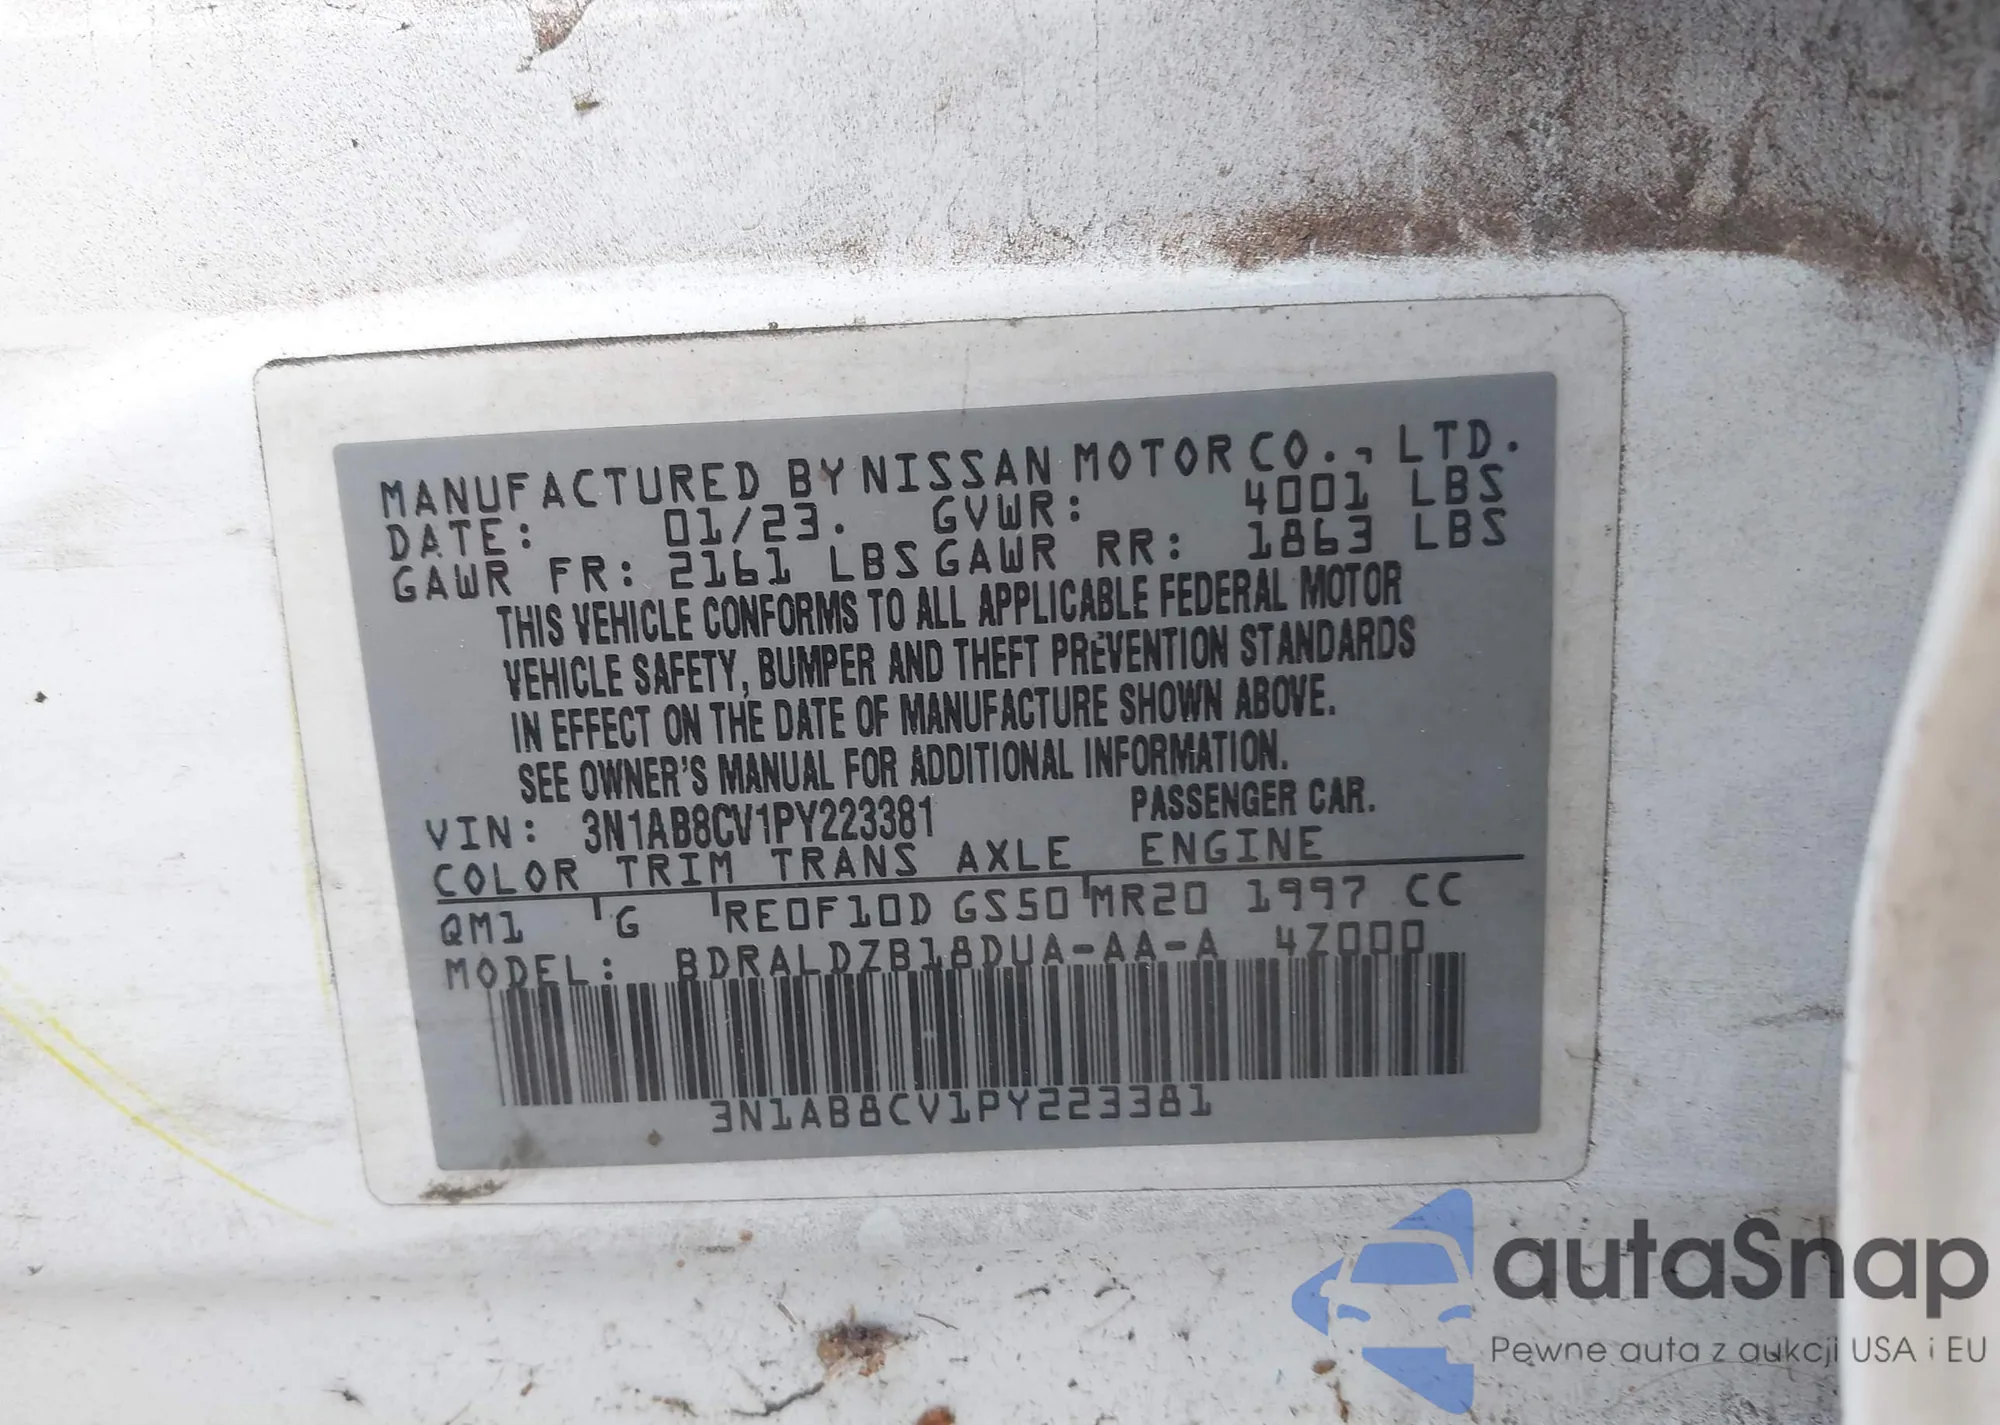 MANUFACTURED BY NISSAN MOTOR CO., LTD.
DATE: 01/23. GVWR: 4001 LBS
GAWR FR: 2161 LBS GAWR RR: 1863 LBS
THIS VEHICLE CONFORMS TO ALL APPLICABLE FEDERAL MOTOR
VEHICLE SAFETY, BUMPER AND THEFT PREVENTION STANDARDS
IN EFFECT ON THE DATE OF MANUFACTURE SHOWN ABOVE.
SEE OWNER'S MANUAL FOR ADDITIONAL INFORMATION.
VIN: 3N1AB8CV1PY223381 PASSENGER CAR.
COLOR TRIM TRANS AXLE ENGINE
QM1 G RE0F10D GS50 MR20 1997 CC
MODEL: BDRALDZB18DUA-AA-A 4Z000
3N1AB8CV1PY223381
autaSnap
Pewne auta z aukcji USA i EU